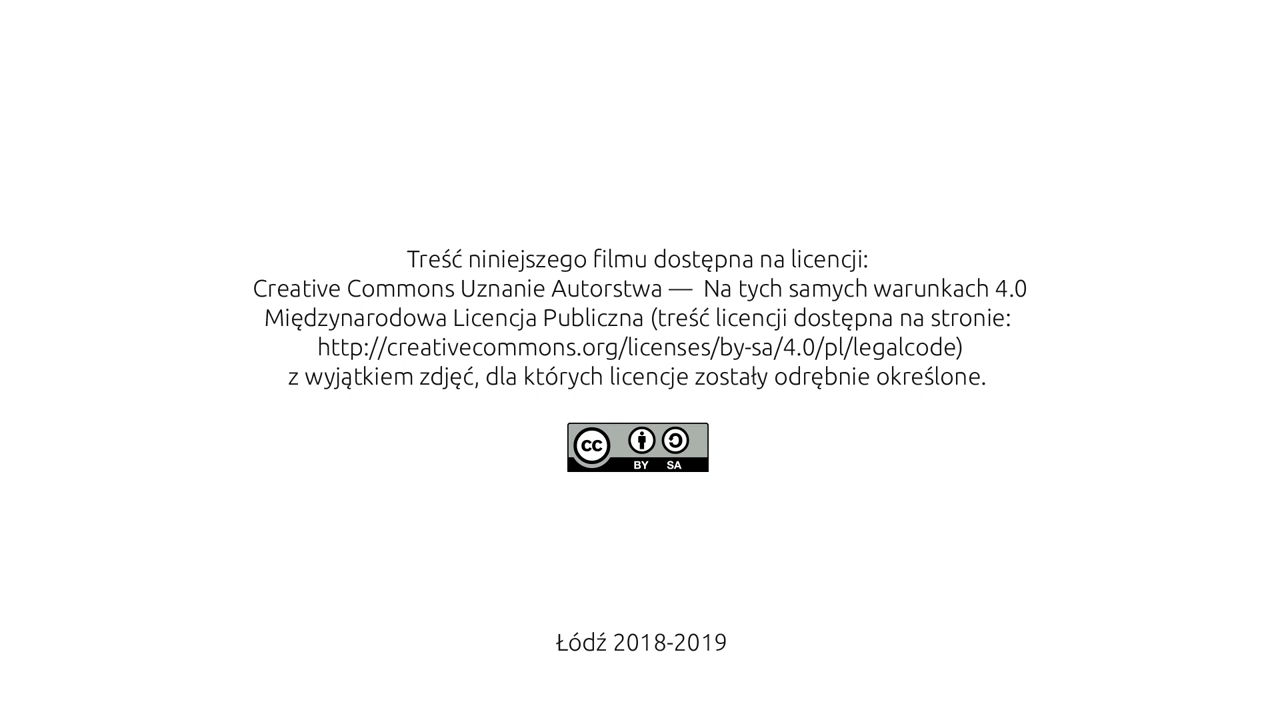 Treść niniejszego filmu dostępna na licencji:
Creative Commons Uznanie Autorstwa — Na tych samych warunkach 4.0
Międzynarodowa Licencja Publiczna (treść licencji dostępna na stronie:
http://creativecommons.org/licenses/by-sa/4.0/pl/legalcode)
z wyjątkiem zdjęć, dla których licencje zostały odrębnie określone.
cc
BY SA
Łódź 2018-2019